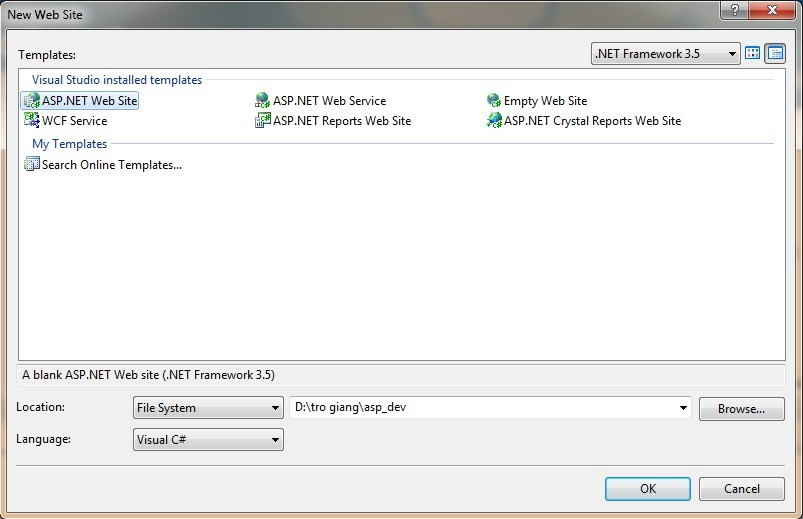 New Web Site
?
Templates:
.NET Framework 3.5
Visual Studio installed templates
ASP.NET Web Site
ASP.NET Web Service
Empty Web Site
WCF Service
ASP.NET Reports Web Site
ASP.NET Crystal Reports Web Site
My Templates
Search Online Templates...
A blank ASP.NET Web site (.NET Framework 3.5)
Location:
File System
D:\tro giang\asp_dev
Browse...
Language:
Visual C#
OK
Cancel